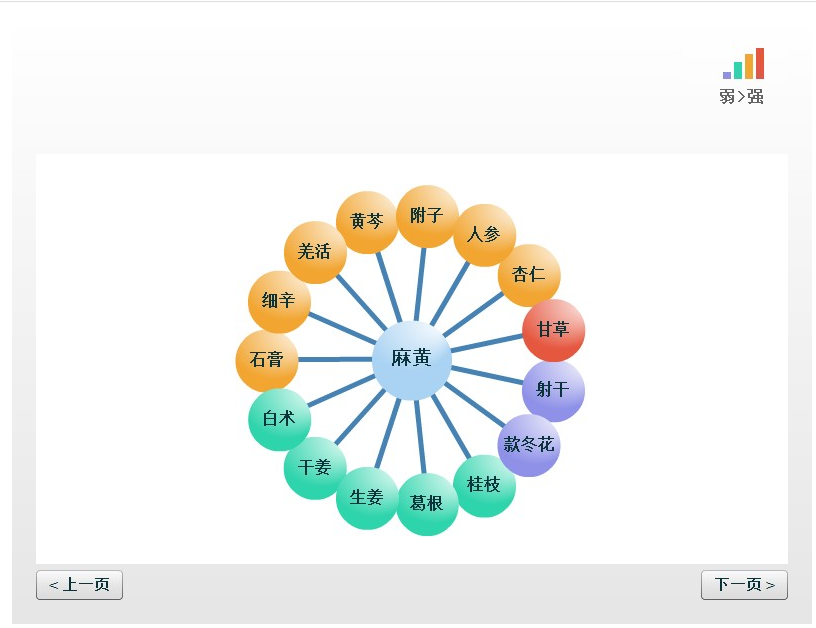 弱>强
附子
黄芩
人参
羌活
杏仁
细辛
甘草
麻黄
石膏
射干
白术
款冬花
干姜
桂枝
生姜
葛根
<上一页
下一页>